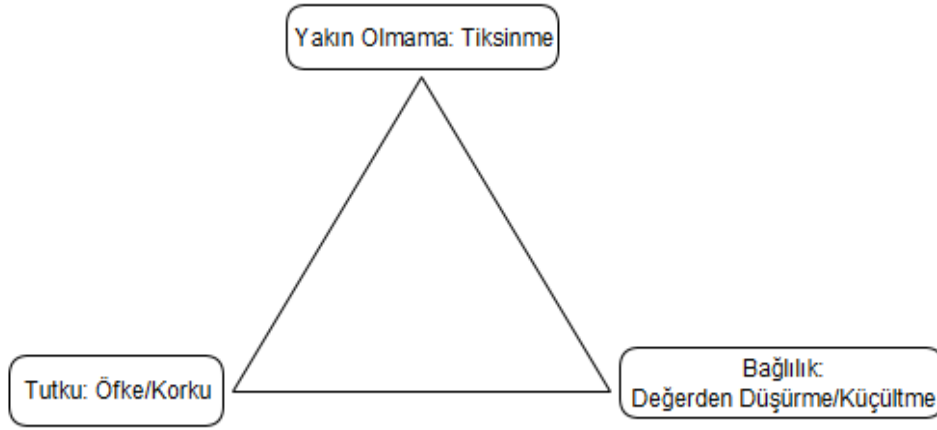 Yakın Olmama: Tiksinme
Tutku: Öfke/Korku
Bağlılık:
Değerden Düşürme/Küçültme